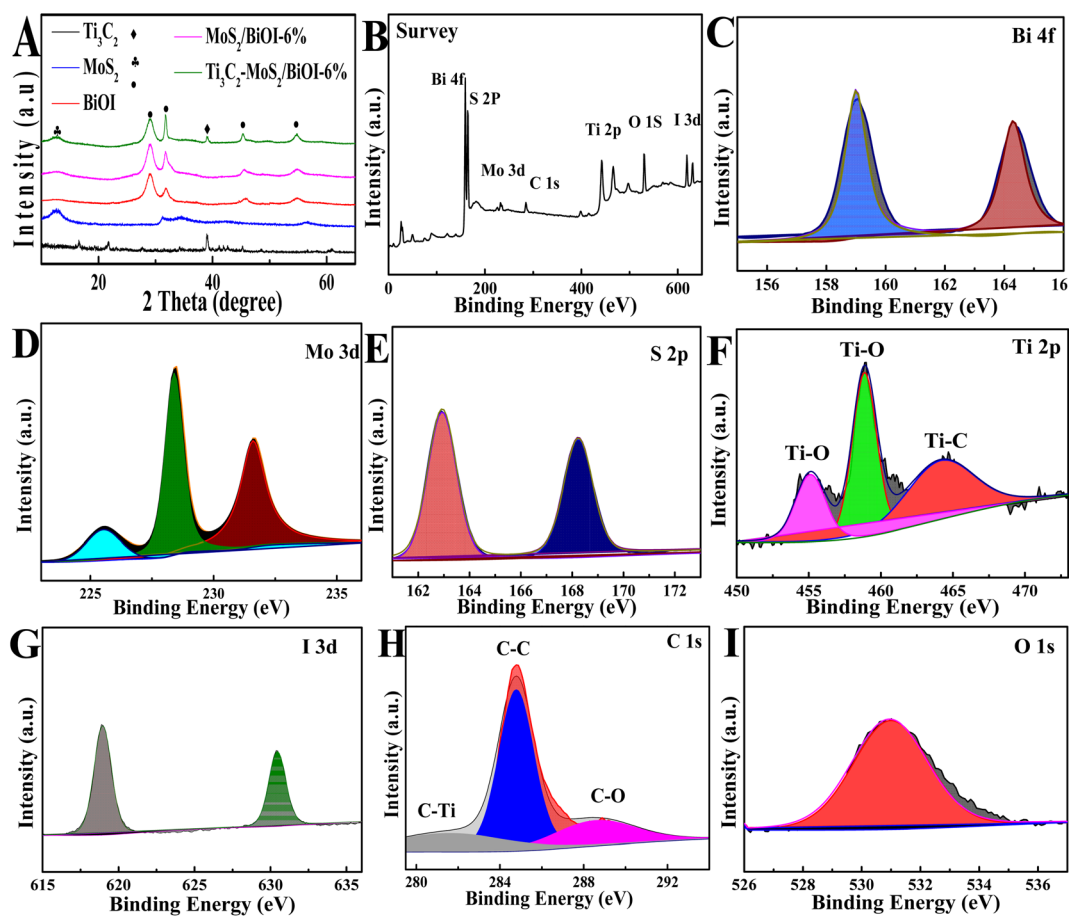 A
Ti3C2 ♦
MoS2 ♣
BiOI •
MoS2/BiOI-6%
Ti3C2-MoS2/BiOI-6%
Intensity (a.u)
20 40 60
2 Theta (degree)
B
Survey
Bi 4f
S 2P
Mo 3d
C 1s
Ti 2p
O 1S
I 3d
Intensity (a.u.)
0 200 400 600
Binding Energy (eV)
C
Bi 4f
Intensity (a.u.)
156 158 160 162 164 16
Binding Energy (eV)
D
Mo 3d
Intensity (a.u.)
225 230 235
Binding Energy (eV)
E
S 2p
Intensity (a.u.)
162 164 166 168 170 172
Binding Energy (eV)
F
Ti 2p
Ti-O
Ti-O
Ti-C
Intensity (a.u.)
450 455 460 465 470
Binding Energy (eV)
G
I 3d
Intensity (a.u.)
615 620 625 630 635
Binding Energy (eV)
H
C 1s
C-C
C-Ti
C-O
Intensity (a.u.)
280 284 288 292
Binding Energy (eV)
I
O 1s
Intensity (a.u.)
526 528 530 532 534 536
Binding Energy (eV)